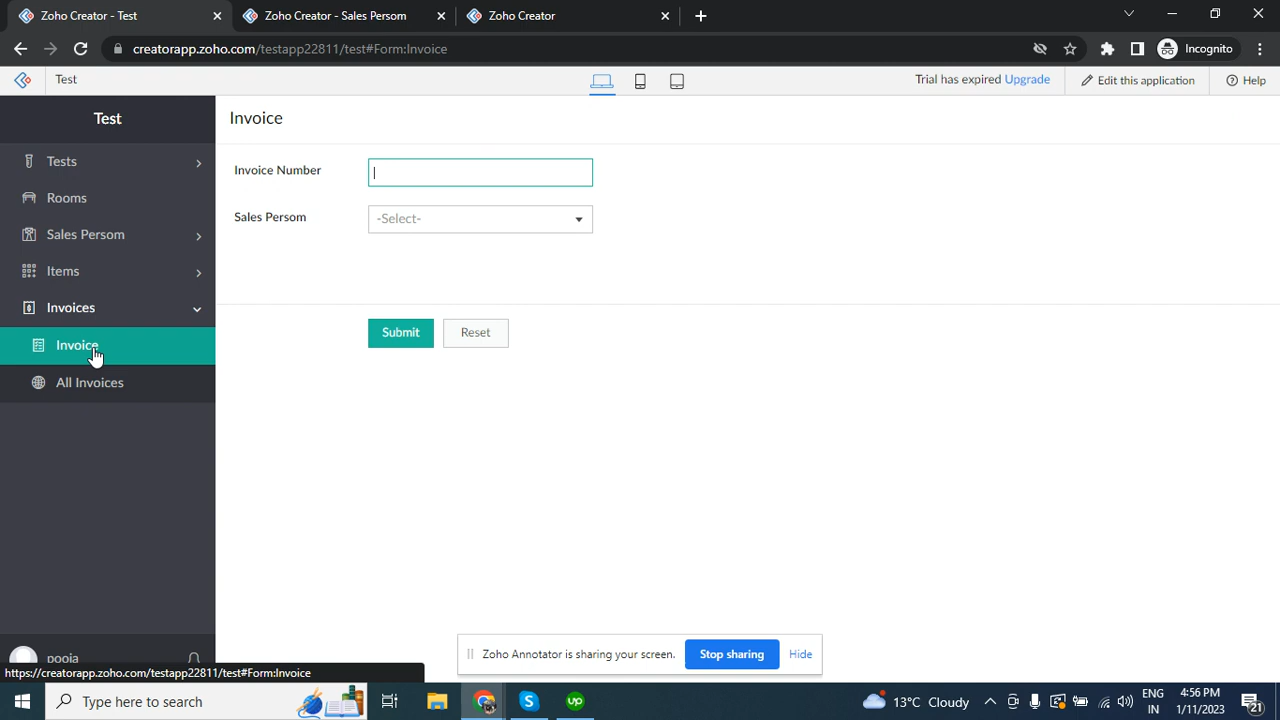 Zoho Creator - Test
Zoho Creator - Sales Persom
Zoho Creator
creatorapp.zoho.com/testapp22811/test#Form:Invoice
Incognito
Test
Trial has expired Upgrade
Edit this application
Help
Test
Tests
Rooms
Sales Person
Items
Invoices
Invoice
All Invoices
pooja
Invoice
Invoice Number
Sales Persom
-Select-
Submit
Reset
Zoho Annotator is sharing your screen.
Stop sharing
Hide
https://creatorapp.zoho.com/testapp22811/test#Form:Invoice
Type here to search
S
up
13°C Cloudy
ENG
IN
4:56 PM
1/11/2023
21